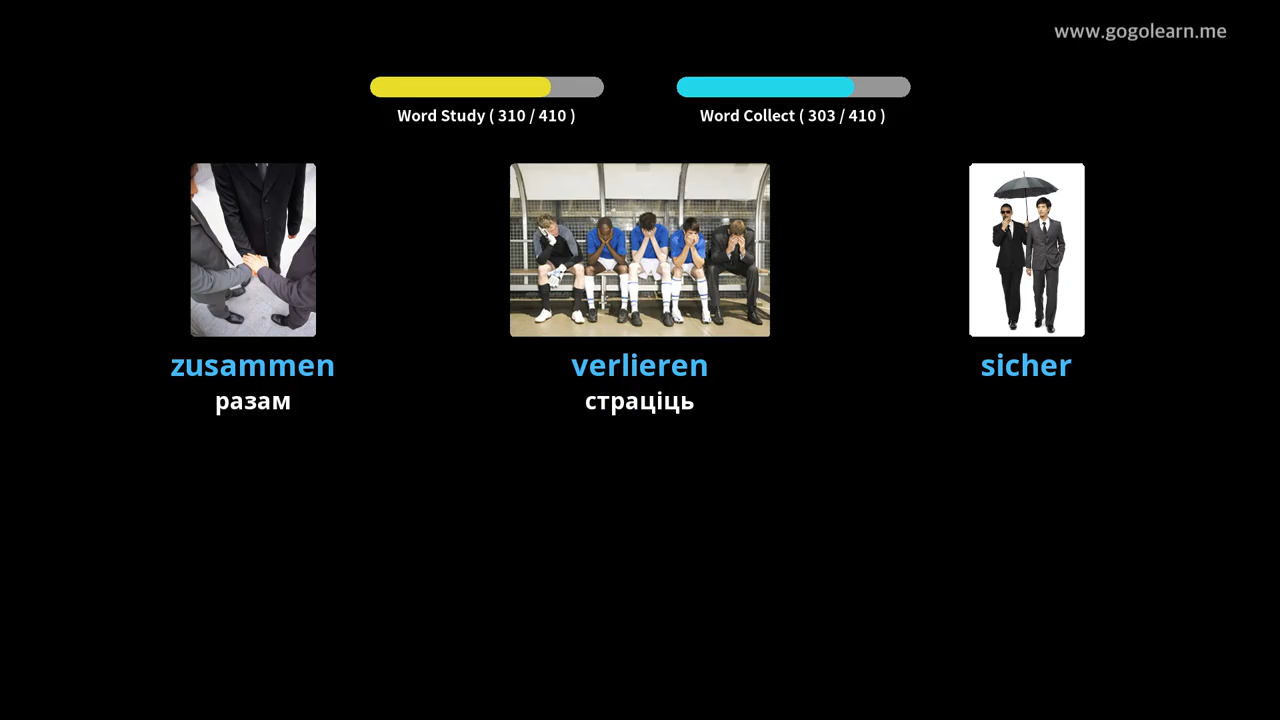 www.gogolearn.me
Word Study ( 310 / 410 )
Word Collect ( 303 / 410 )
zusammen
verlieren
sicher
разам
страціць